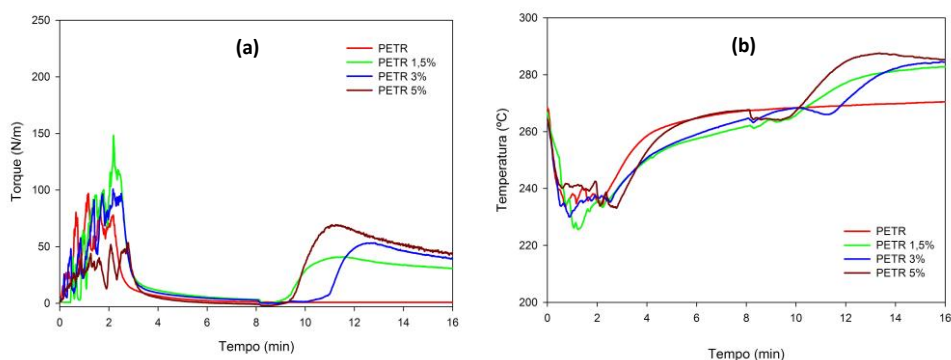 (a)
PETR
PETR 1,5%
PETR 3%
PETR 5%
Torque (N/m)
250
200
150
100
50
0
0 2 4 6 8 10 12 14 16
Tempo (min)
(b)
Temperatura (ºC)
300
280
260
240
220
200
PETR
PETR 1,5%
PETR 3%
PETR 5%
0 2 4 6 8 10 12 14 16
Tempo (min)